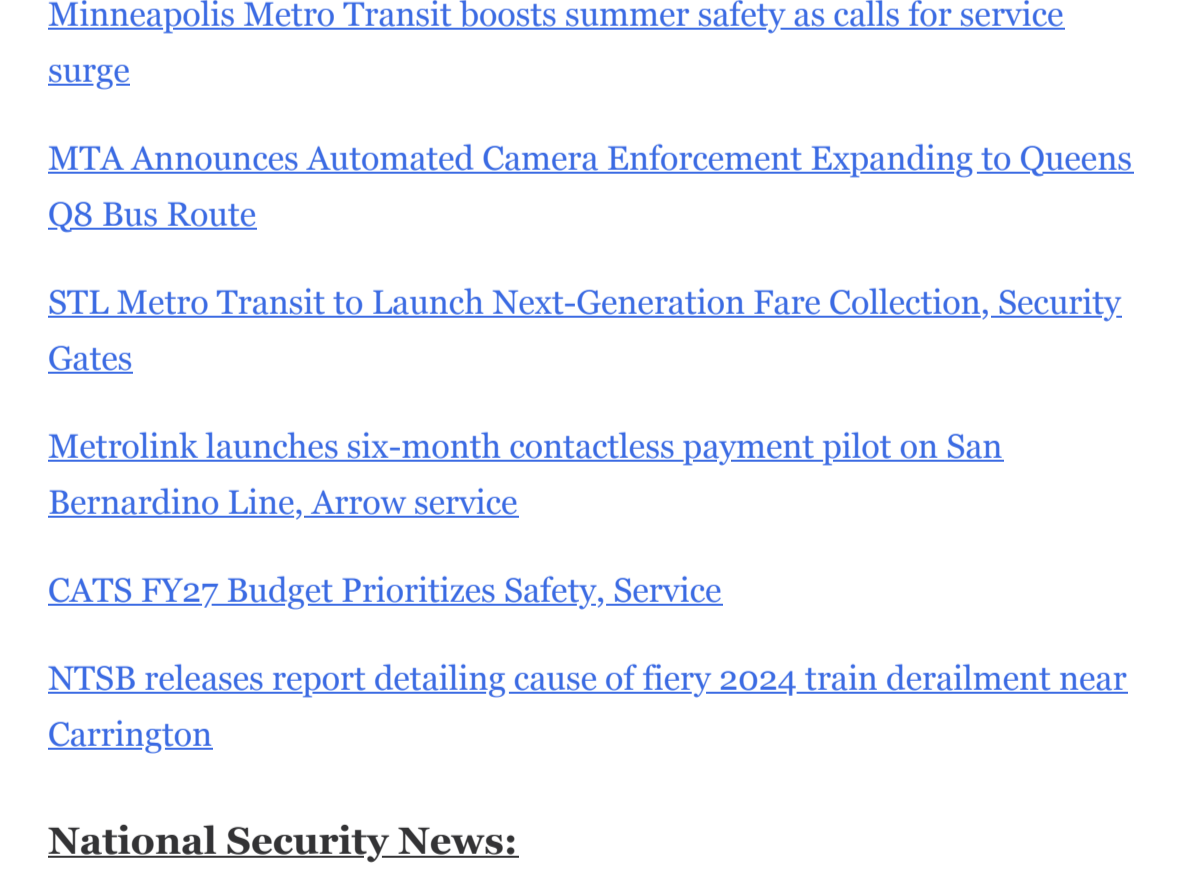 Minneapolis Metro Transit boosts summer safety as calls for service
surge
MTA Announces Automated Camera Enforcement Expanding to Queens
Q8 Bus Route
STL Metro Transit to Launch Next-Generation Fare Collection, Security
Gates
Metrolink launches six-month contactless payment pilot on San
Bernardino Line, Arrow service
CATS FY27 Budget Prioritizes Safety, Service
NTSB releases report detailing cause of fiery 2024 train derailment near
Carrington
National Security News: